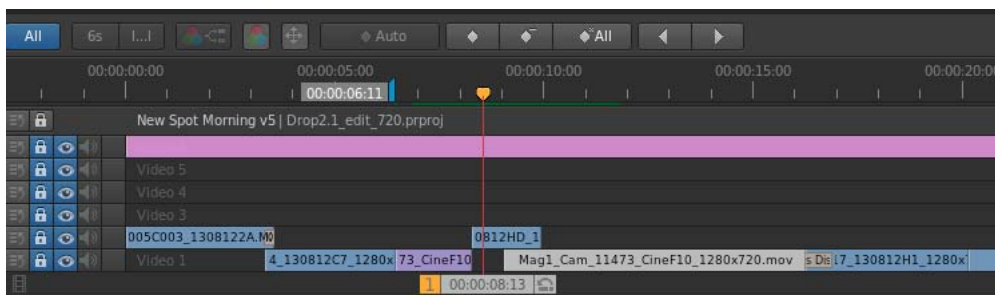 All 6s I...I Auto All
00:00:00:00 00:00:05:00 00:00:10:00 00:00:15:00 00:00:20:0
00:00:06:11
New Spot Morning v5 | Drop2.1_edit_720.prproj
Video 5
Video 4
Video 3
005C003_1308122A.M 0812HD_1
Video 1 4_130812C7_1280x 73_CineF10 Mag1_Cam_11473_CineF10_1280x720.mov s Dis 17_130812H1_1280x
1 00:00:08:13